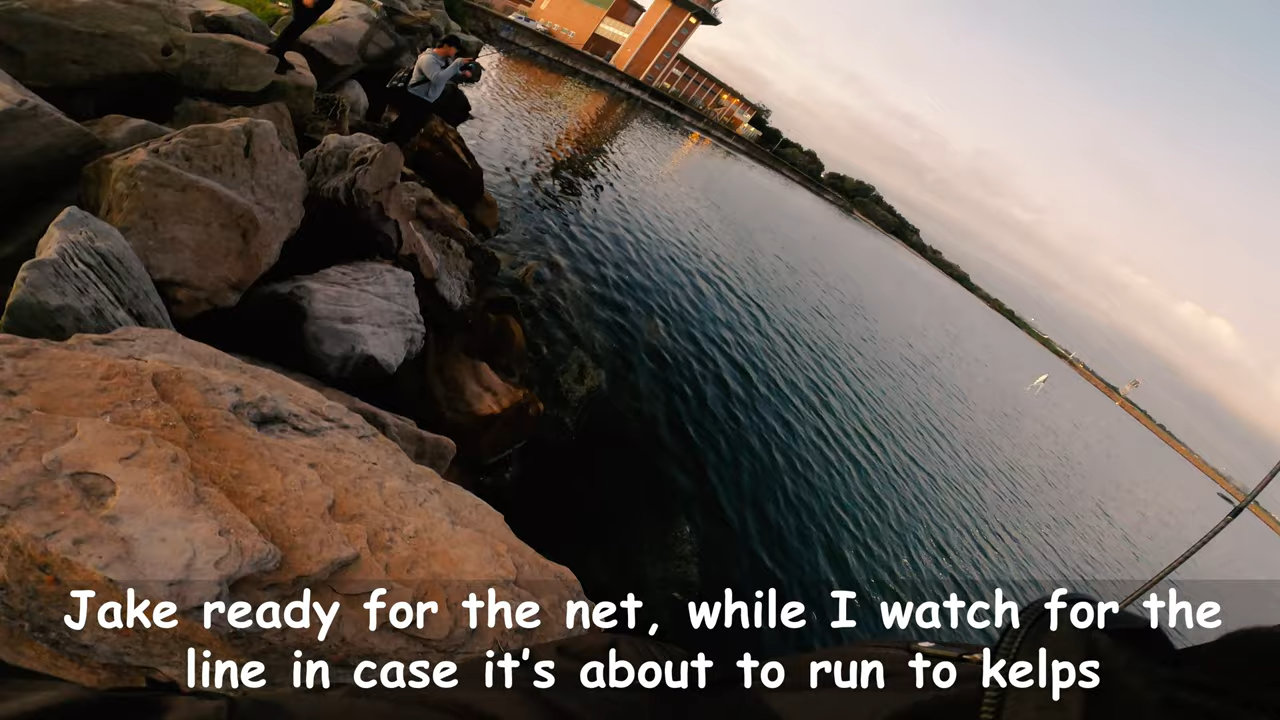 Jake ready for the net, while I watch for the
line in case it's about to run to kelps